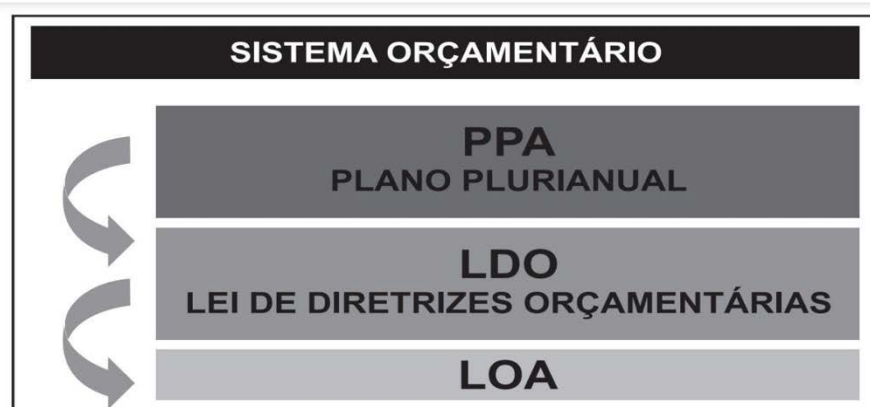 SISTEMA ORÇAMENTÁRIO
PPA
PLANO PLURIANUAL
LDO
LEI DE DIRETRIZES ORÇAMENTÁRIAS
LOA